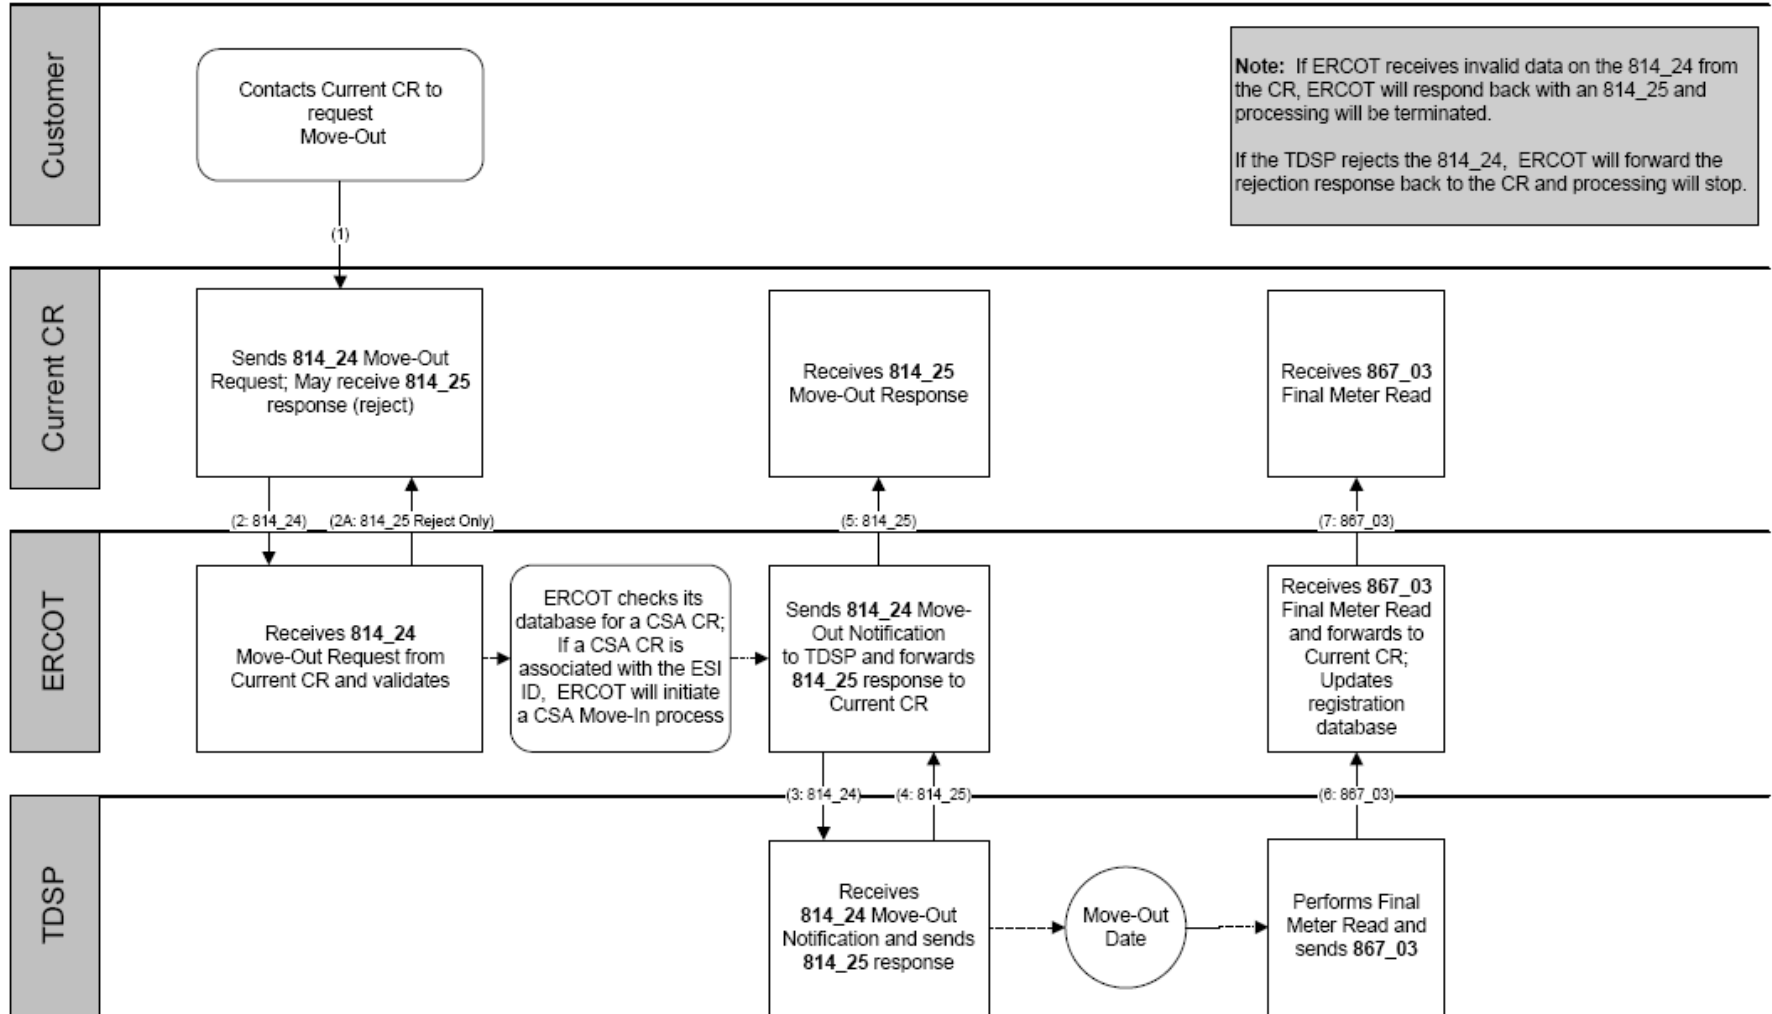 Customer
Contacts Current CR to
request
Move-Out
Note: If ERCOT receives invalid data on the 814_24 from
the CR, ERCOT will respond back with an 814_25 and
processing will be terminated.
If the TDSP rejects the 814_24, ERCOT will forward the
rejection response back to the CR and processing will stop.
(1)
Current CR
Sends 814_24 Move-Out
Request; May receive 814_25
response (reject)
Receives 814_25
Move-Out Response
Receives 867_03
Final Meter Read
(2: 814_24)
(2A: 814_25 Reject Only)
(5: 814_25)
(7: 867_03)
ERCOT
Receives 814_24
Move-Out Request from
Current CR and validates
ERCOT checks its
database for a CSA CR;
If a CSA CR is
associated with the ESI
ID, ERCOT will initiate
a CSA Move-In process
Sends 814_24 Move-
Out Notification
to TDSP and forwards
814_25 response to
Current CR
Receives 867_03
Final Meter Read
and forwards to
Current CR;
Updates
registration
database
(3: 814_24)
(4: 814_25)
(6: 867_03)
TDSP
Receives
814_24 Move-Out
Notification and sends
814_25 response
Move-Out
Date
Performs Final
Meter Read and
sends 867_03